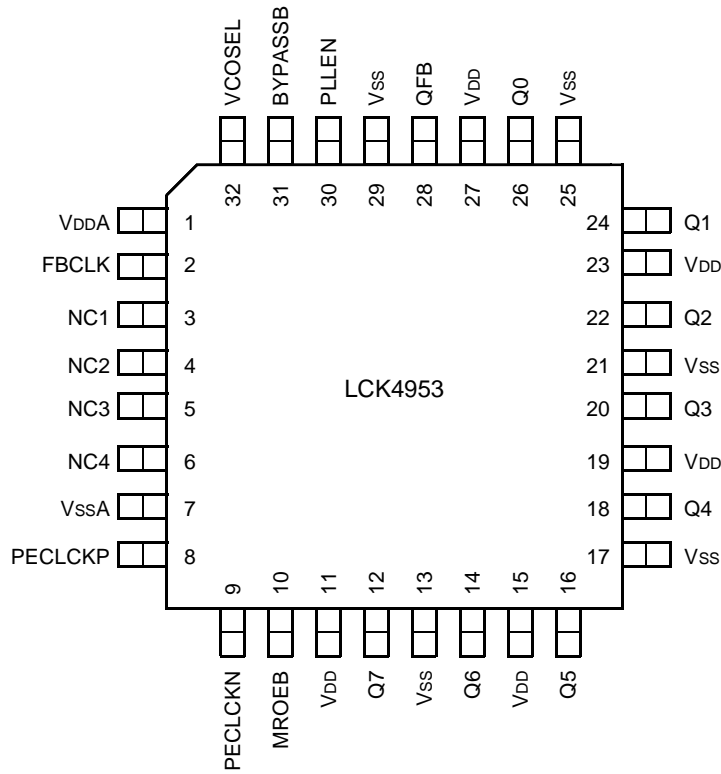 VCOSEL
BYPASSB
PLLEN
VSS
QFB
VDD
Q0
VSS
32
31
30
29
28
27
26
25
VDDA 1
FBCLK 2
NC1 3
NC2 4
NC3 5
NC4 6
VSSA 7
PECLCKP 8
LCK4953
24 Q1
23 VDD
22 Q2
21 VSS
20 Q3
19 VDD
18 Q4
17 VSS
9
10
11
12
13
14
15
16
PECLCKN
MROEB
VDD
Q7
VSS
Q6
VDD
Q5